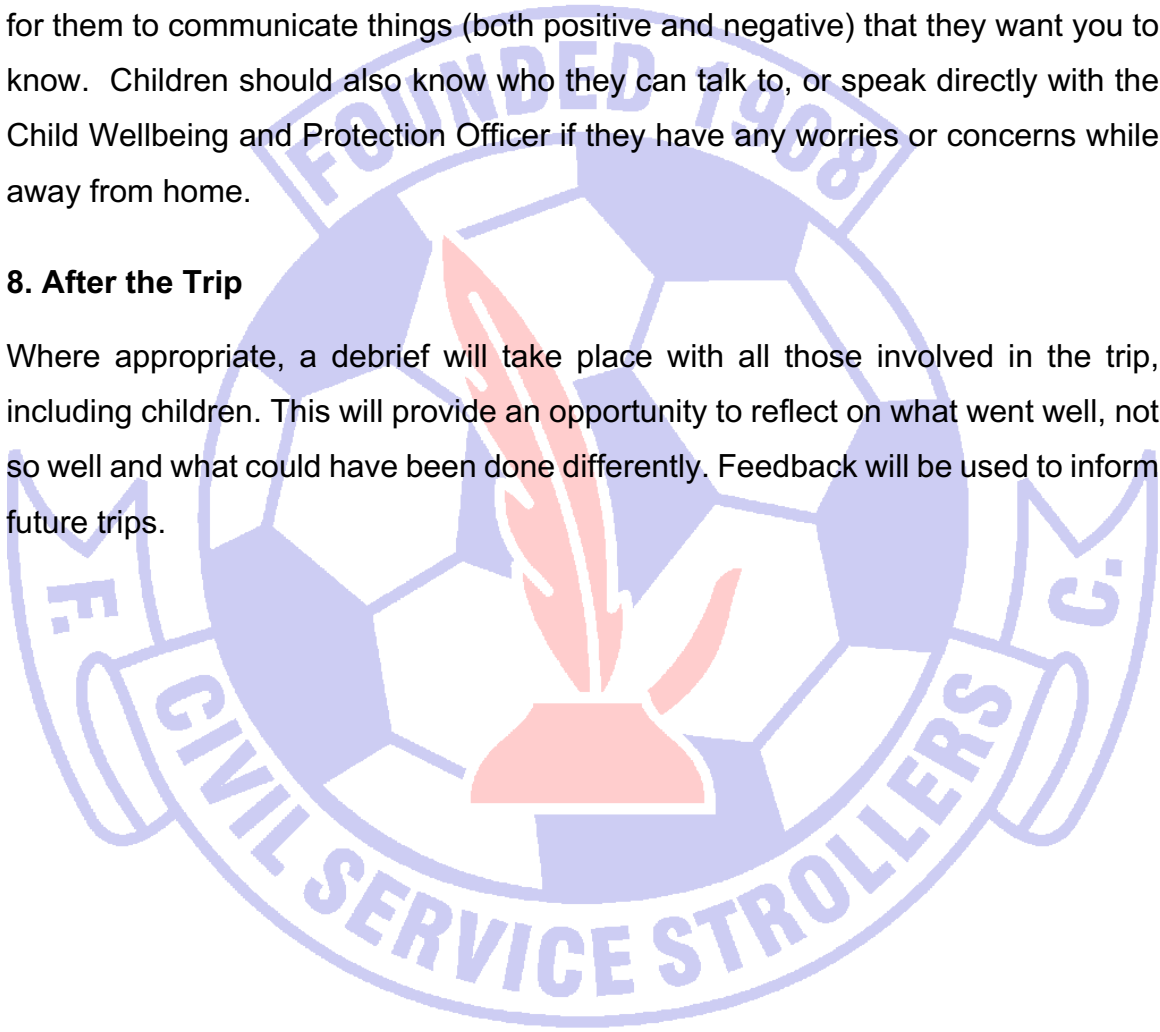 for them to communicate things (both positive and negative) that they want you to
know.  Children should also know who they can talk to, or speak directly with the
Child Wellbeing and Protection Officer if they have any worries or concerns while
away from home.
8. After the Trip
Where appropriate, a debrief will take place with all those involved in the trip,
including children. This will provide an opportunity to reflect on what went well, not
so well and what could have been done differently. Feedback will be used to inform
future trips.
FOUNDED 1908
F.
C.
CIVIL SERVICE STROLLERS